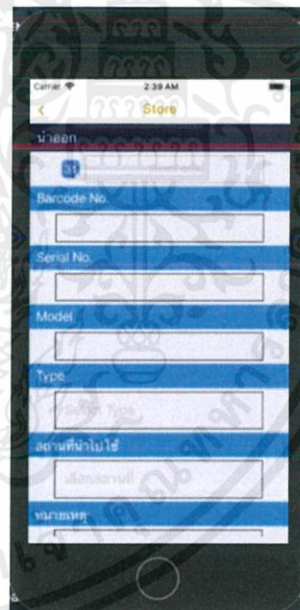 Carrier 2:39 AM
Store
นำออก
31
Barcode No.
Serial No.
Model
Type
Select Type
สถานที่นำไปใช้
เลือกสถานที่
หมายเหตุ